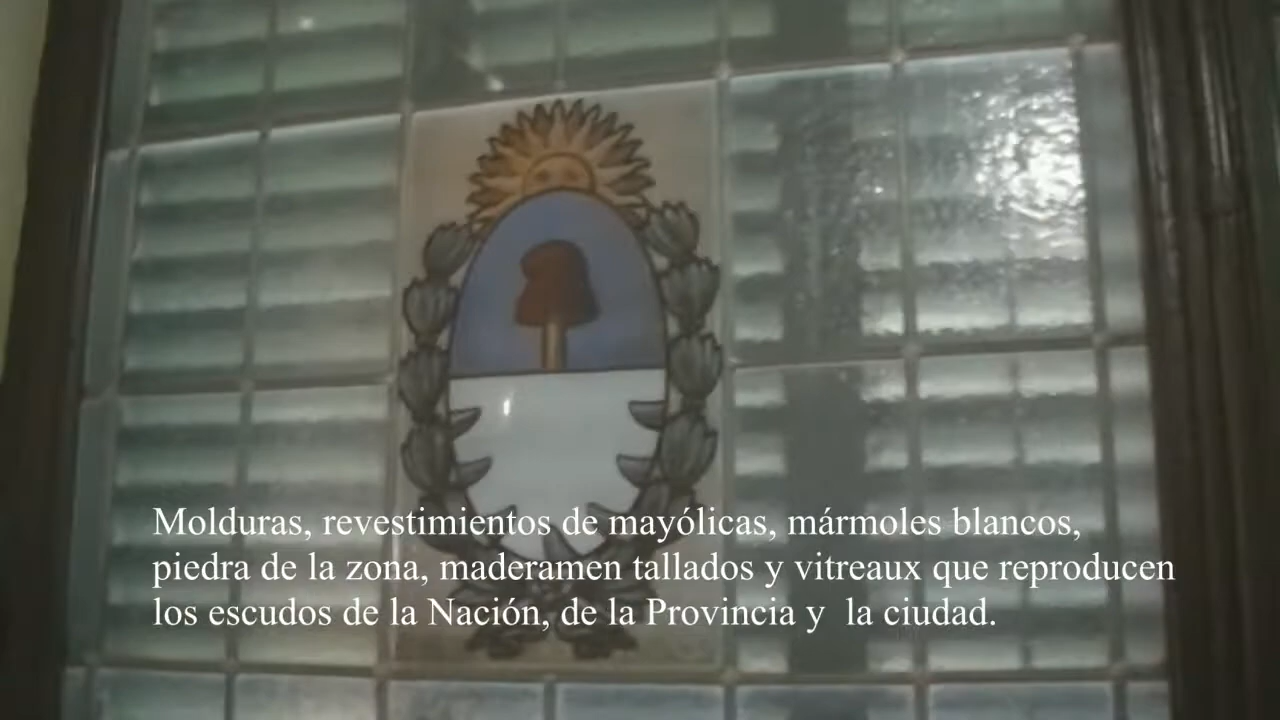 Molduras, revestimientos de mayólicas, mármoles blancos,
piedra de la zona, maderamen tallados y vitreaux que reproducen
los escudos de la Nación, de la Provincia y  la ciudad.